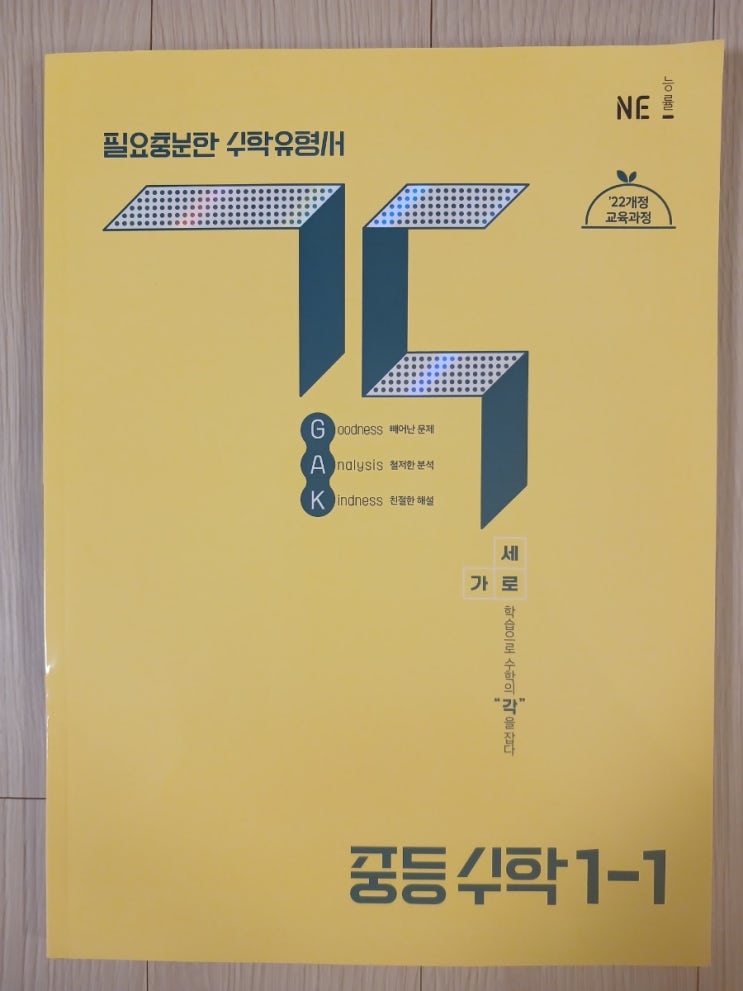 필요충분한 수학유형서
NE 능률
'22개정
교육과정
Goodness 빼어난 문제
Analysis 철저한 분석
Kindness 친절한 해설
세
가로
학습으로 수학의 “각”을 잡다
중등 수학 1-1